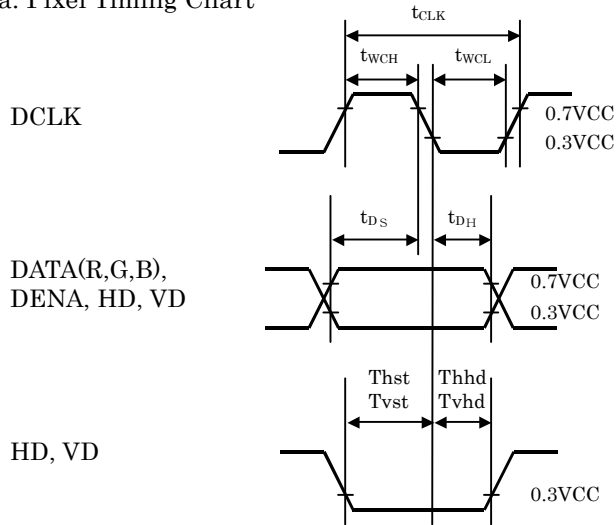 a. Pixel Timing Chart
tCLK
tWCH
tWCL
DCLK
0.7VCC
0.3VCC
tDS
tDH
DATA(R,G,B),
DENA, HD, VD
0.7VCC
0.3VCC
Thst
Tvst
Thhd
Tvhd
HD, VD
0.3VCC